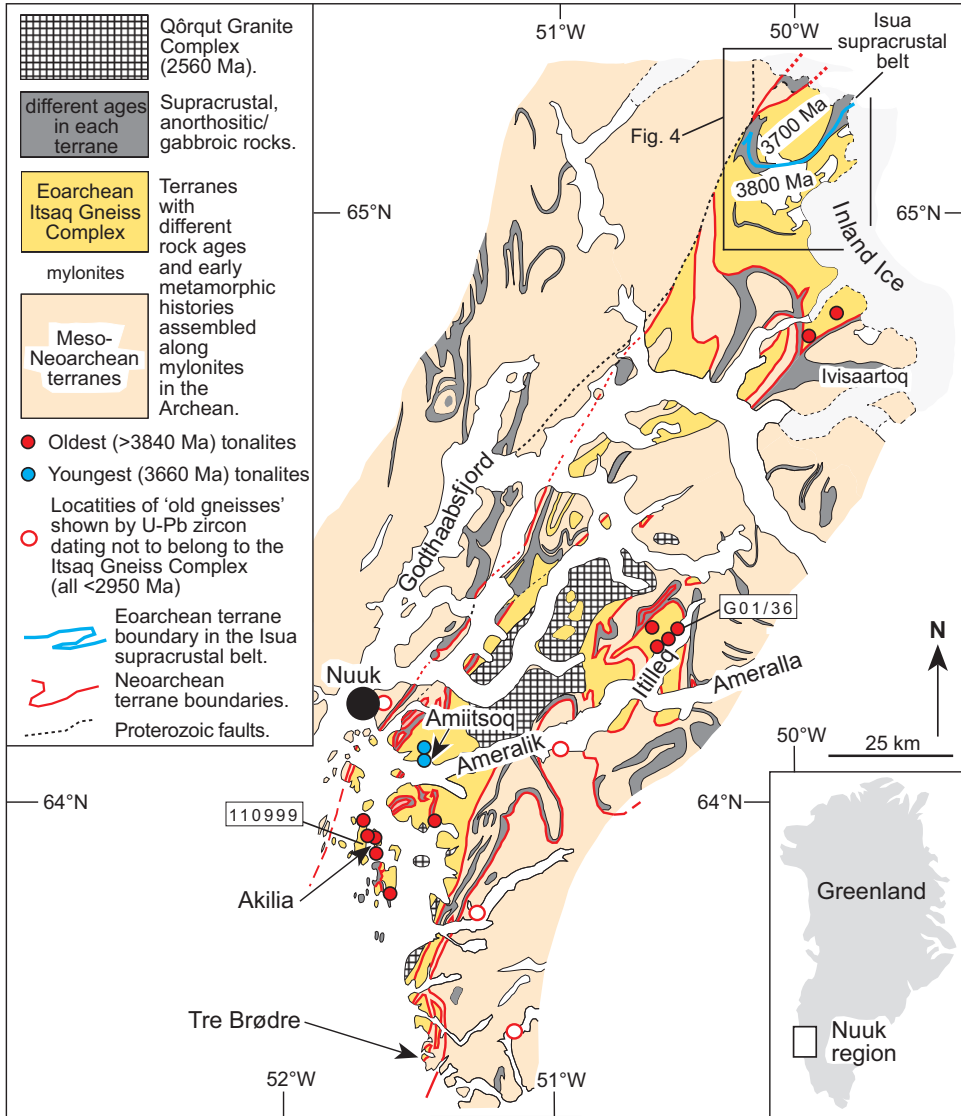 Qôrqut Granite
Complex
(2560 Ma).
different ages
in each
terrane
Supracrustal,
anorthositic/
gabbroic rocks.
Eoarchean
Itsaq Gneiss
Complex
mylonites
Meso-
Neoarchean
terranes
Terranes
with
different
rock ages
and early
metamorphic
histories
assembled
along
mylonites
in the
Archean.
Oldest (>3840 Ma) tonalites
Youngest (3660 Ma) tonalites
Locatities of ‘old gneisses’
shown by U-Pb zircon
dating not to belong to the
Itsaq Gneiss Complex
(all <2950 Ma)
Eoarchean terrane
boundary in the Isua
supracrustal belt.
Neoarchean
terrane boundaries.
Proterozoic faults.
51°W
50°W
Isua
supracrustal
belt
Fig. 4
3700 Ma
3800 Ma
65°N
65°N
Inland Ice
Ivisaartoq
Godthaabsfjord
G01/36
Itilleq
Ameralla
Nuuk
Amiitsoq
Ameralik
N
50°W
25 km
64°N
64°N
110999
Akilia
Tre Brødre
52°W
51°W
Greenland
Nuuk
region